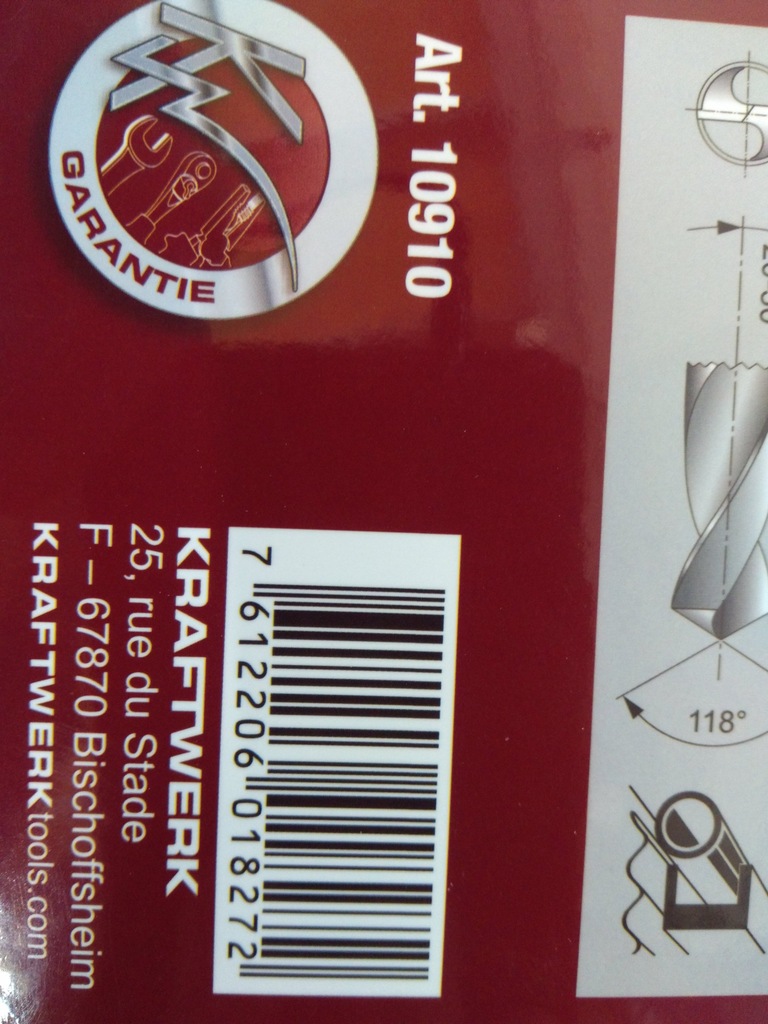 Art. 10910
GARANTIE
118°
7 612206 018272
KRAFTWERK
25, rue du Stade
F – 67870 Bischoffsheim
KRAFTWERKtools.com